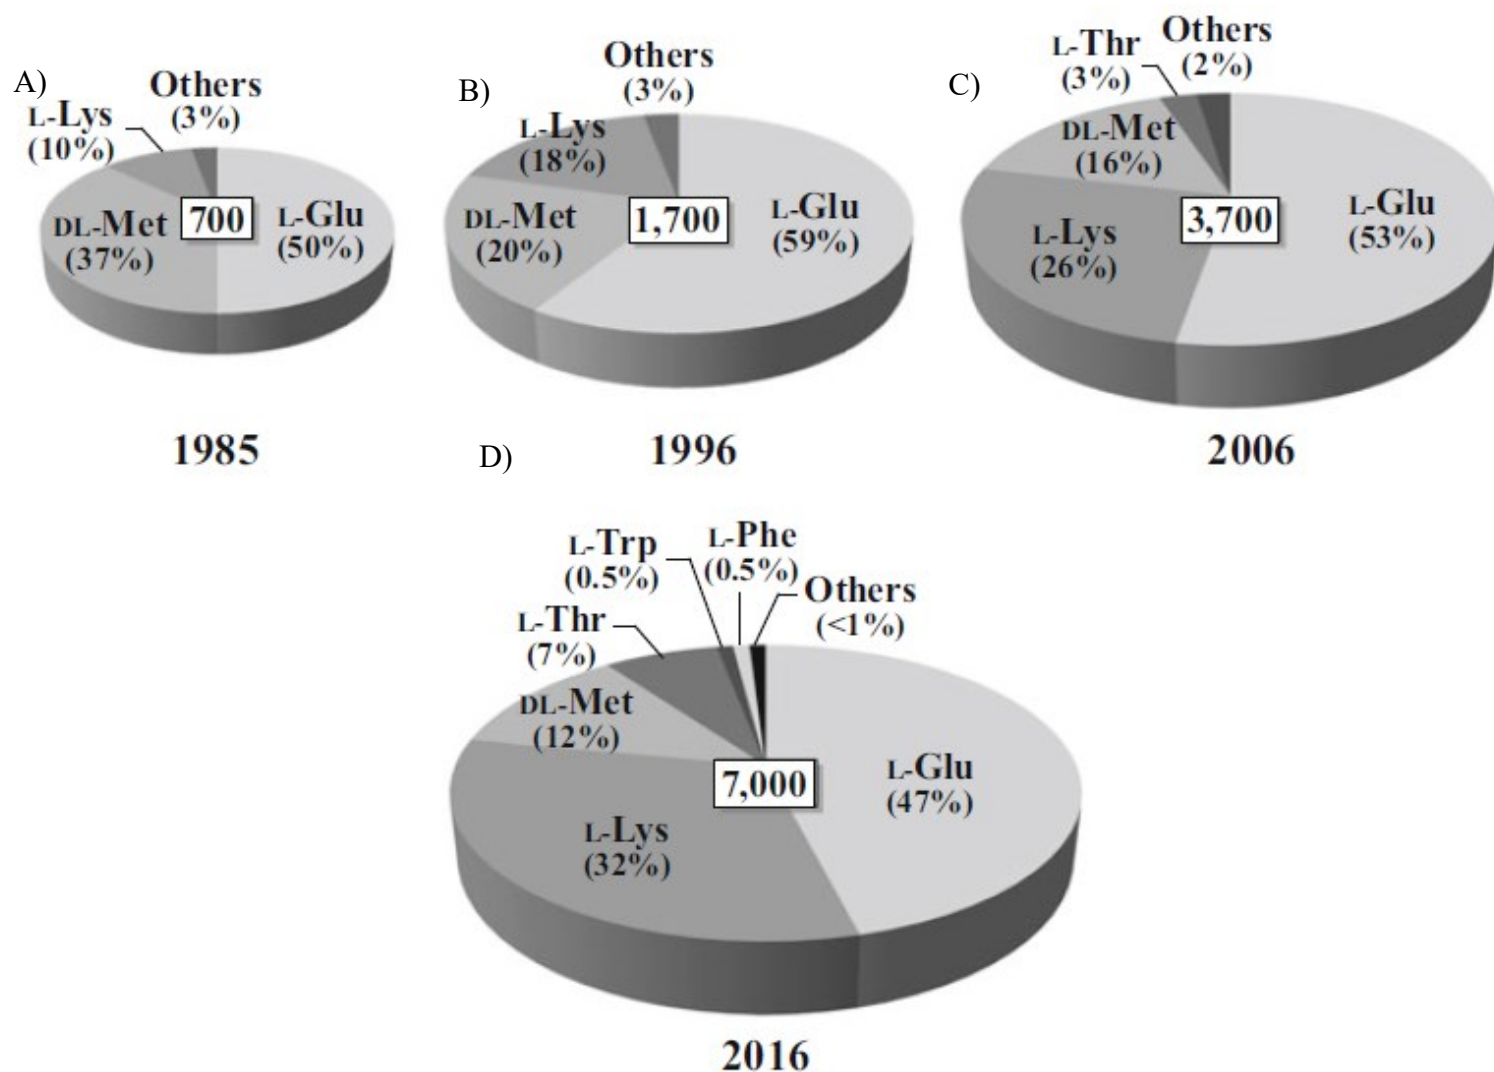 A)
Others
(3%)
L-Lys
(10%)
DL-Met
(37%)
700
L-Glu
(50%)
1985
B)
Others
(3%)
L-Lys
(18%)
DL-Met
(20%)
1,700
L-Glu
(59%)
1996
C)
L-Thr
(3%)
Others
(2%)
DL-Met
(16%)
L-Lys
(26%)
3,700
L-Glu
(53%)
2006
D)
L-Trp
(0.5%)
L-Phe
(0.5%)
Others
(<1%)
L-Thr
(7%)
DL-Met
(12%)
L-Lys
(32%)
7,000
L-Glu
(47%)
2016